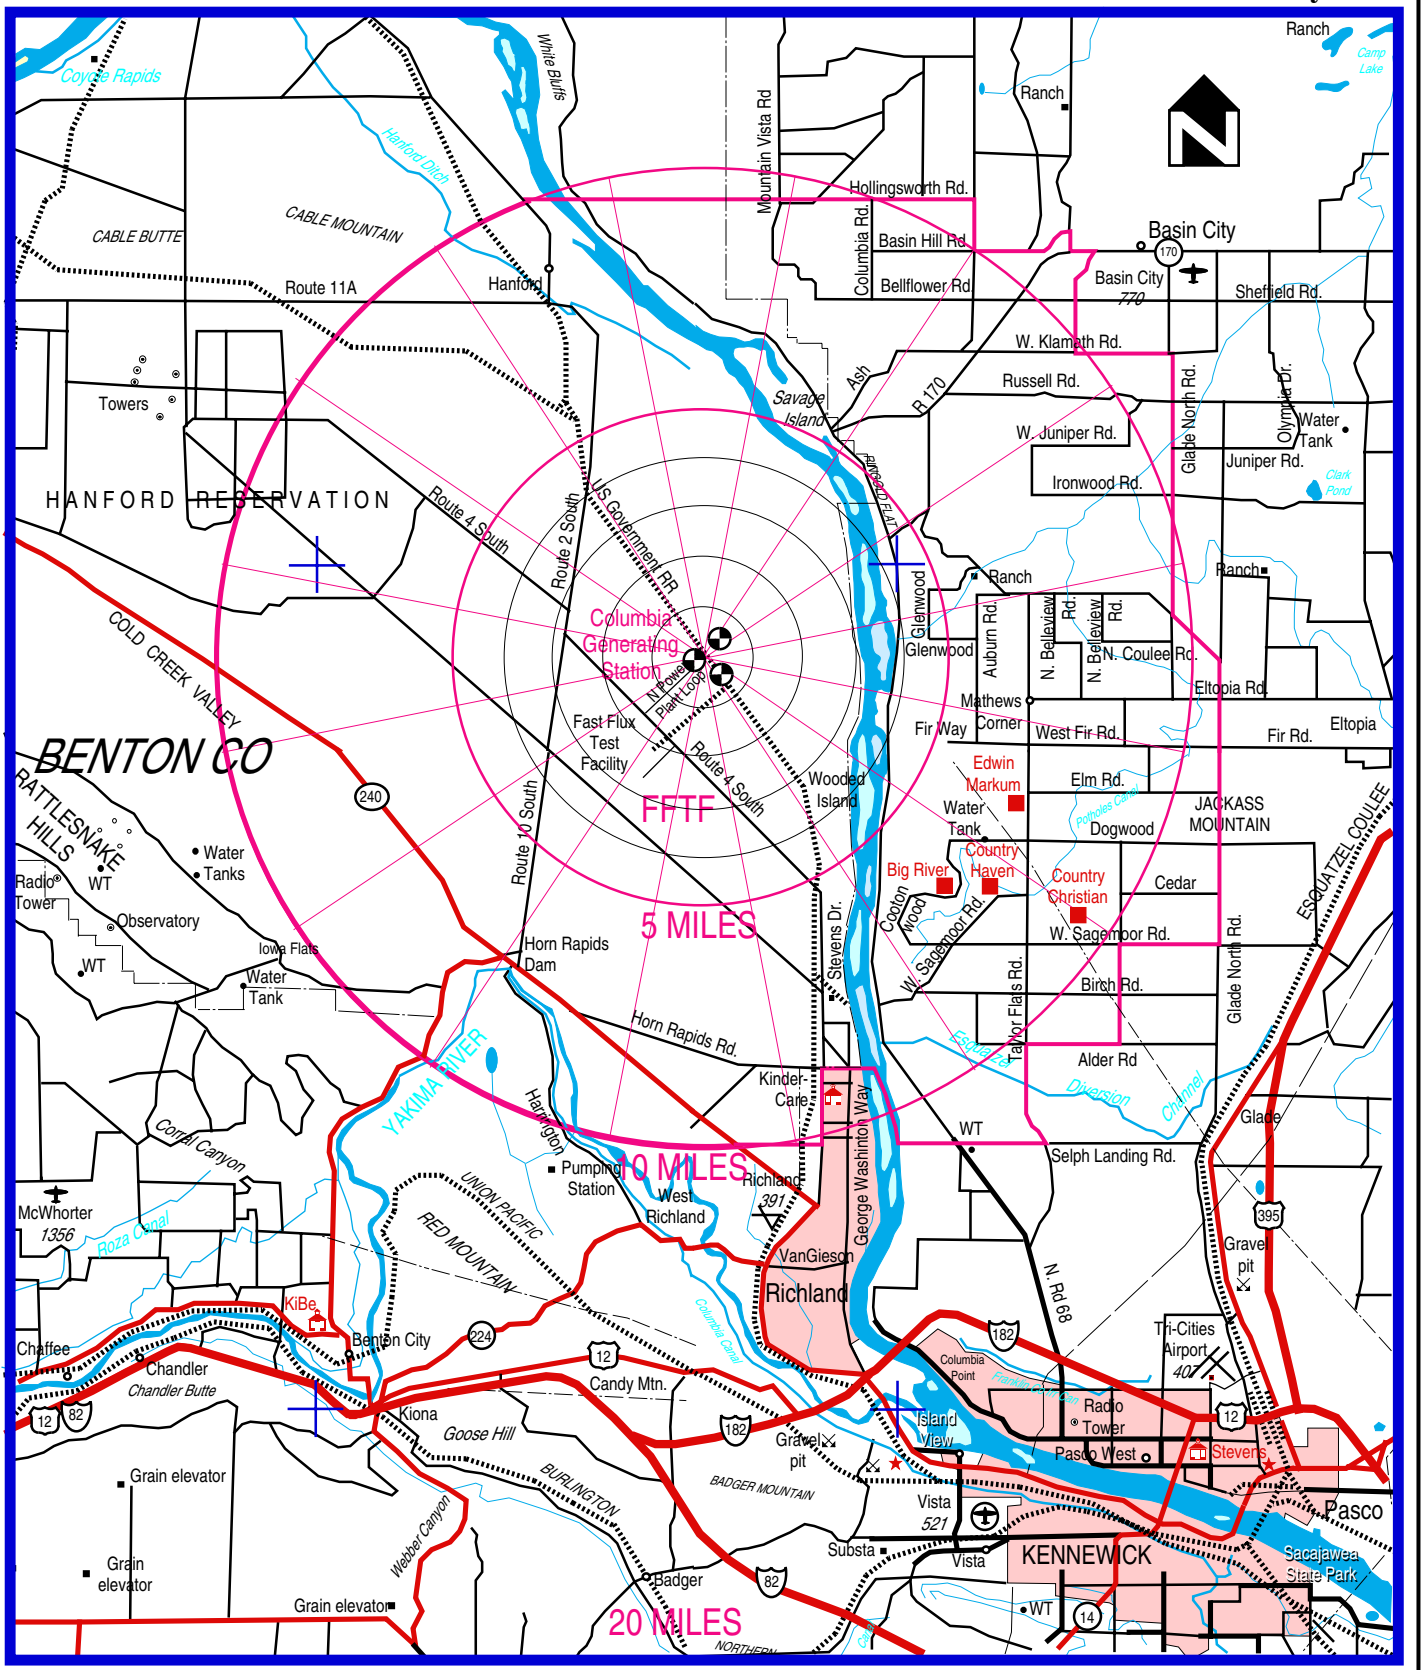 Ranch
Camp
Lake
Coyote Rapids
White Bluffs
Ranch
Mountain Vista Rd
N
Hanford Ditch
Hollingsworth Rd.
CABLE BUTTE
CABLE MOUNTAIN
Columbia Rd.
Basin Hill Rd
Basin City
170
Hanford
Route 11A
Bellflower Rd.
Basin City
770
Sheffield Rd.
W. Klamath Rd.
Ash
R 170
Russell Rd.
Glade North Rd.
Olympia Dr.
Towers
Savage
Island
W. Juniper Rd.
Water
Tank
Juniper Rd.
Ironwood Rd.
Clark
Pond
RINGOLD FLAT
HANFORD RESERVATION
Route 4 South
Route 2 South
US Government RR
Ranch
Ranch
Glenwood
Glenwood
Auburn Rd.
N. Belleview
Rd.
N. Belleview
Rd.
N. Coulee Rd.
COLD CREEK VALLEY
Columbia
Generating
Station
N Power
Plant Loop
Eltopia Rd.
Mathews
Corner
Fast Flux
Test
Facility
Fir Way
West Fir Rd.
Fir Rd.
Eltopia
BENTON CO
Route 4 South
Edwin
Markum
Elm Rd.
RATTLESNAKE
HILLS
240
Route 10 South
Wooded
Island
FFTF
Water
Tank
Potholes Canal
Dogwood
JACKASS
MOUNTAIN
ESQUATZEL COULEE
Water
Tanks
WT
Radio
Tower
Big River
Country
Haven
Country
Christian
Cedar
Observatory
5 MILES
Stevens Dr.
Cooton
wood
W. Sagemoor Rd.
W. Sagemoor Rd.
Iowa Flats
WT
Water
Tank
Horn Rapids
Dam
Taylor Flats Rd.
Birch Rd.
Glade North Rd.
Horn Rapids Rd.
YAKIMA RIVER
Esquatzel
Diversion
Channel
Alder Rd
Kinder-
Care
Harrington
George Washinton Way
Glade
Corral Canyon
WT
Selph Landing Rd.
10 MILES
Pumping
Station
UNION PACIFIC
RED MOUNTAIN
West
Richland
Richland
391
McWhorter
1356
Roza Canal
395
Gravel
pit
VanGiesen
Richland
N. Rd 68
KiBe
Columbia Canal
224
182
Tri-Cities
Airport
407
Chaffee
Chandler
Chandler Butte
Benton City
12
Candy Mtn.
Columbia
Point
Franklin Co Irr Can
12
82
Kiona
Goose Hill
182
Island
View
Radio
Tower
12
Gravel
pit
Pasco West
Stevens
Grain elevator
BURLINGTON
BADGER MOUNTAIN
Vista
521
Pasco
Webber Canyon
Substa
Vista
KENNEWICK
Sacajawea
State Park
Grain
elevator
Badger
82
Grain elevator
20 MILES
NORTHERN
WT
14